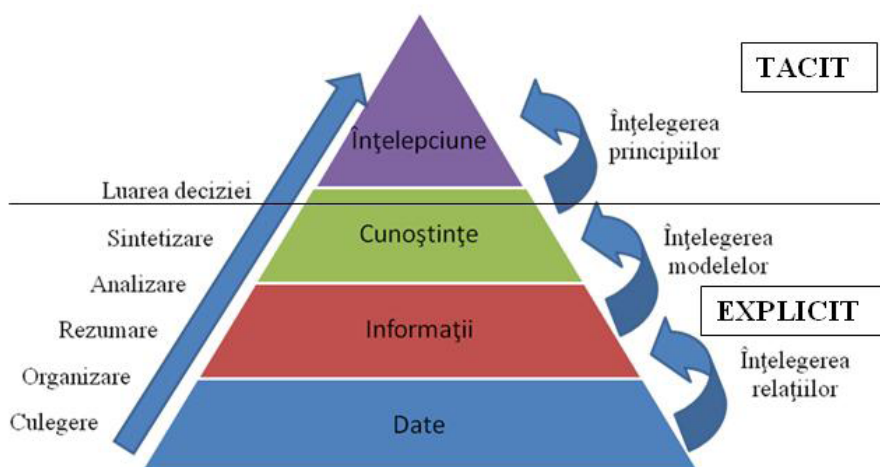 TACIT
Înţelegerea
principiilor
Înţelepciune
Luarea deciziei
Cunoştinţe
Sintetizare
Înţelegerea
modelelor
Analizare
EXPLICIT
Rezumare
Informaţii
Înţelegerea
relaţiilor
Organizare
Culegere
Date